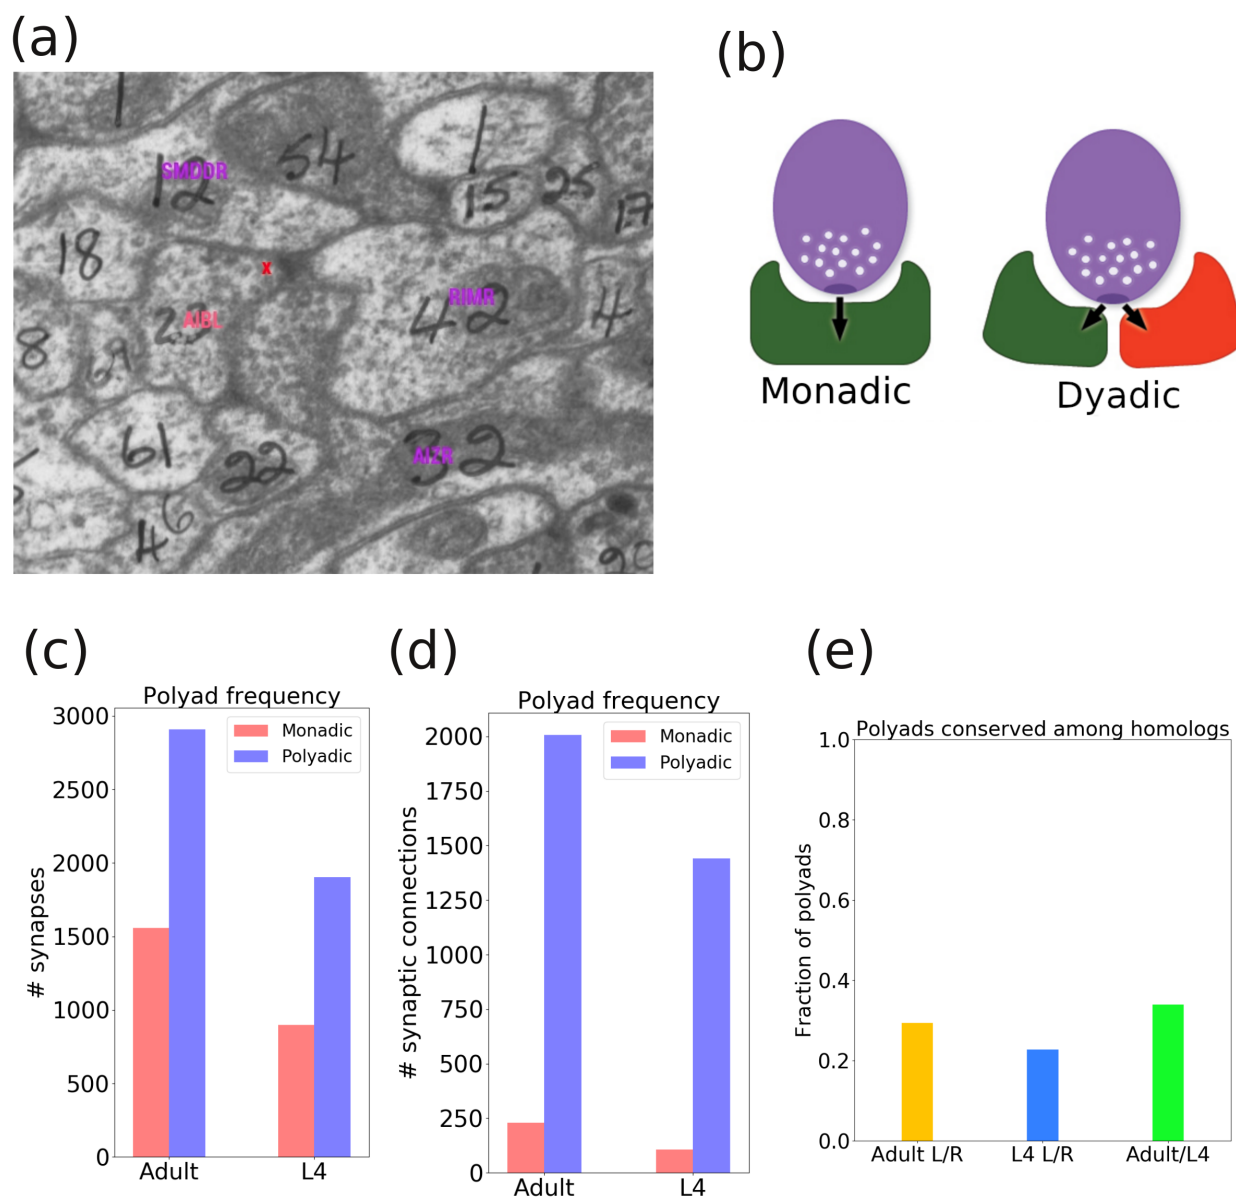 (a)
(b)
1
54
1
SMDDR
12
15
25
17
18
x
RIMR
42
4
AIBL
8
61
22
AIZR
32
46
Monadic
Dyadic
(c)
(d)
(e)
Polyad frequency
3000
2500
2000
1500
1000
500
0
# synapses
Monadic
Polyadic
Adult
L4
Polyad frequency
2000
1750
1500
1250
1000
750
500
250
0
# synaptic connections
Monadic
Polyadic
Adult
L4
Polyads conserved among homologs
1.0
0.8
0.6
0.4
0.2
0.0
Fraction of polyads
Adult L/R
L4 L/R
Adult/L4